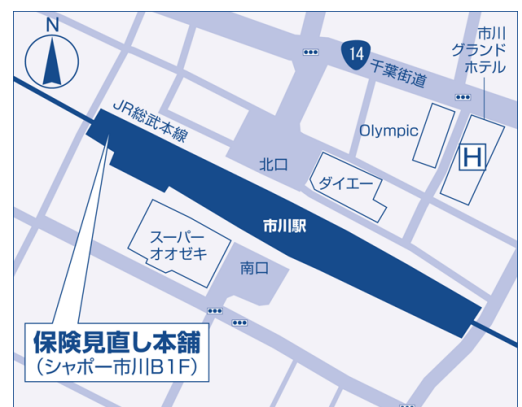 N
14
千葉街道
市川
グランド
ホテル
JR総武本線
Olympic
H
北口
ダイエー
市川駅
スーパー
オオゼキ
南口
保険見直し本舗
（シャポー市川B1F）